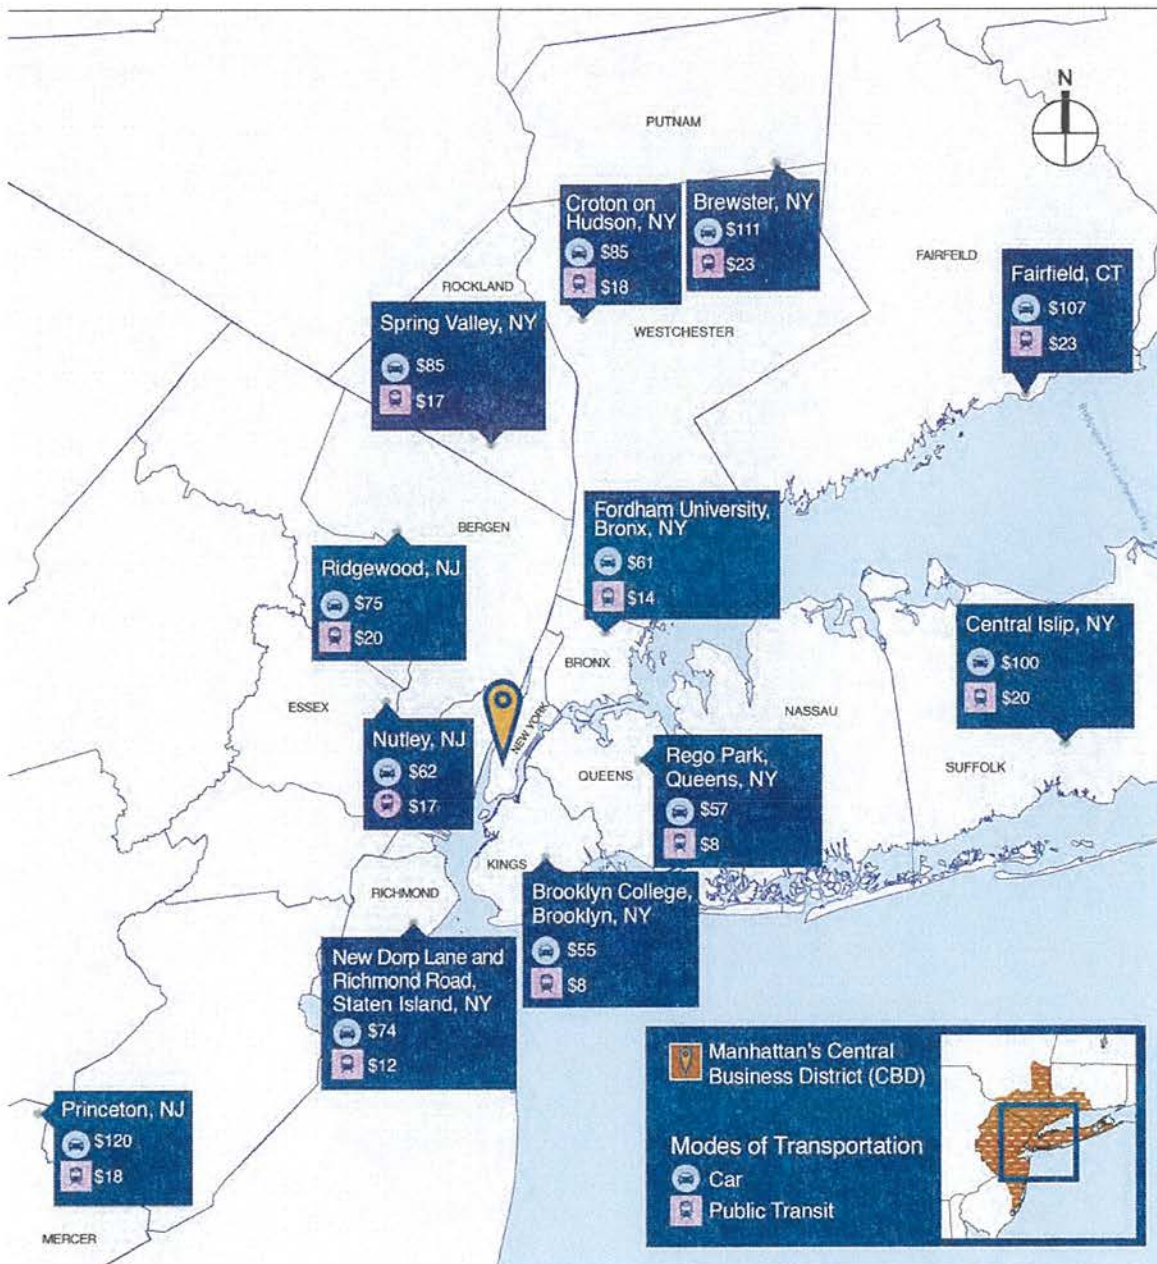 N
PUTNAM
Croton on
Hudson, NY
$85
$18
Brewster, NY
$111
$23
FAIRFEILD
Fairfield, CT
$107
$23
ROCKLAND
WESTCHESTER
Spring Valley, NY
$85
$17
BERGEN
Fordham University,
Bronx, NY
$61
$14
Ridgewood, NJ
$75
$20
Central Islip, NY
$100
$20
BRONX
ESSEX
NEW YORK
NASSAU
Nutley, NJ
$62
$17
QUEENS
Rego Park,
Queens, NY
$57
$8
SUFFOLK
KINGS
RICHMOND
Brooklyn College,
Brooklyn, NY
$55
$8
New Dorp Lane and
Richmond Road,
Staten Island, NY
$74
$12
Princeton, NJ
$120
$18
MERCER
Manhattan's Central
Business District (CBD)
Modes of Transportation
Car
Public Transit